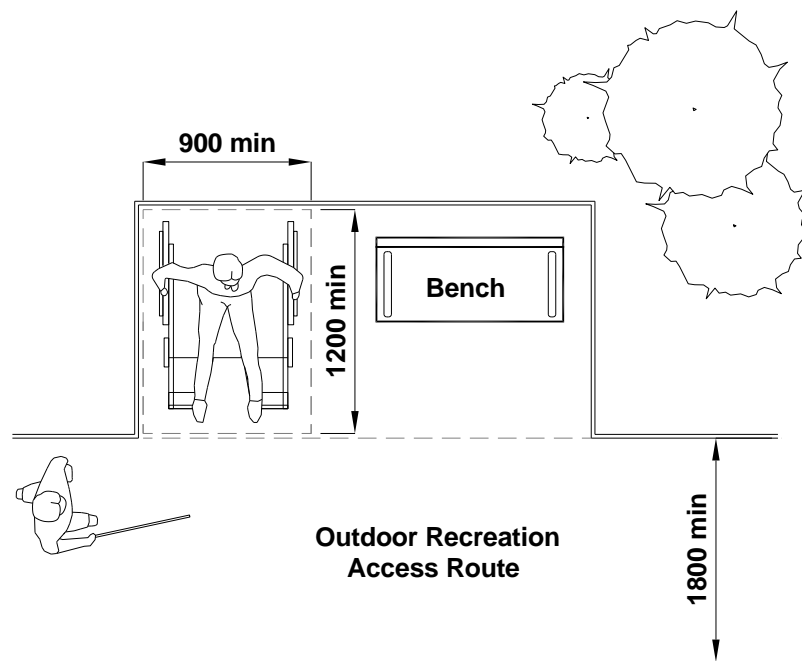 900 min
1200 min
Bench
Outdoor Recreation
Access Route
1800 min